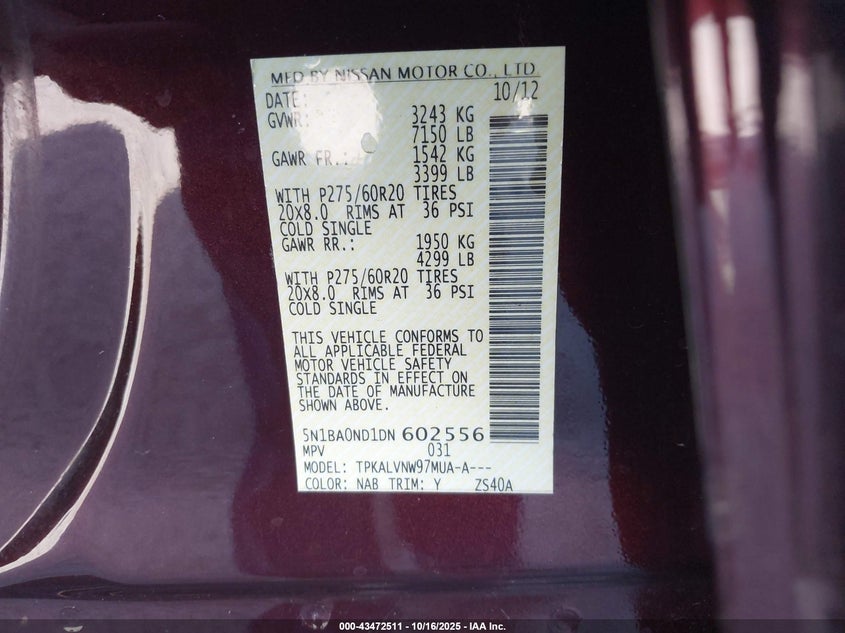 MFD BY NISSAN MOTOR CO., LTD.
DATE: 10/12
GVWR: 3243 KG
7150 LB
GAWR FR.: 1542 KG
3399 LB
WITH P275/60R20 TIRES
20X8.0 RIMS AT 36 PSI
COLD SINGLE
GAWR RR.: 1950 KG
4299 LB
WITH P275/60R20 TIRES
20X8.0 RIMS AT 36 PSI
COLD SINGLE
THIS VEHICLE CONFORMS TO
ALL APPLICABLE FEDERAL
MOTOR VEHICLE SAFETY
STANDARDS IN EFFECT ON
THE DATE OF MANUFACTURE
SHOWN ABOVE.
5N1BA0ND1DN 602556
MPV 031
MODEL: TPKALVNW97MUA-A---
COLOR: NAB TRIM: Y ZS40A
000-43472511 - 10/16/2025 - IAA Inc.